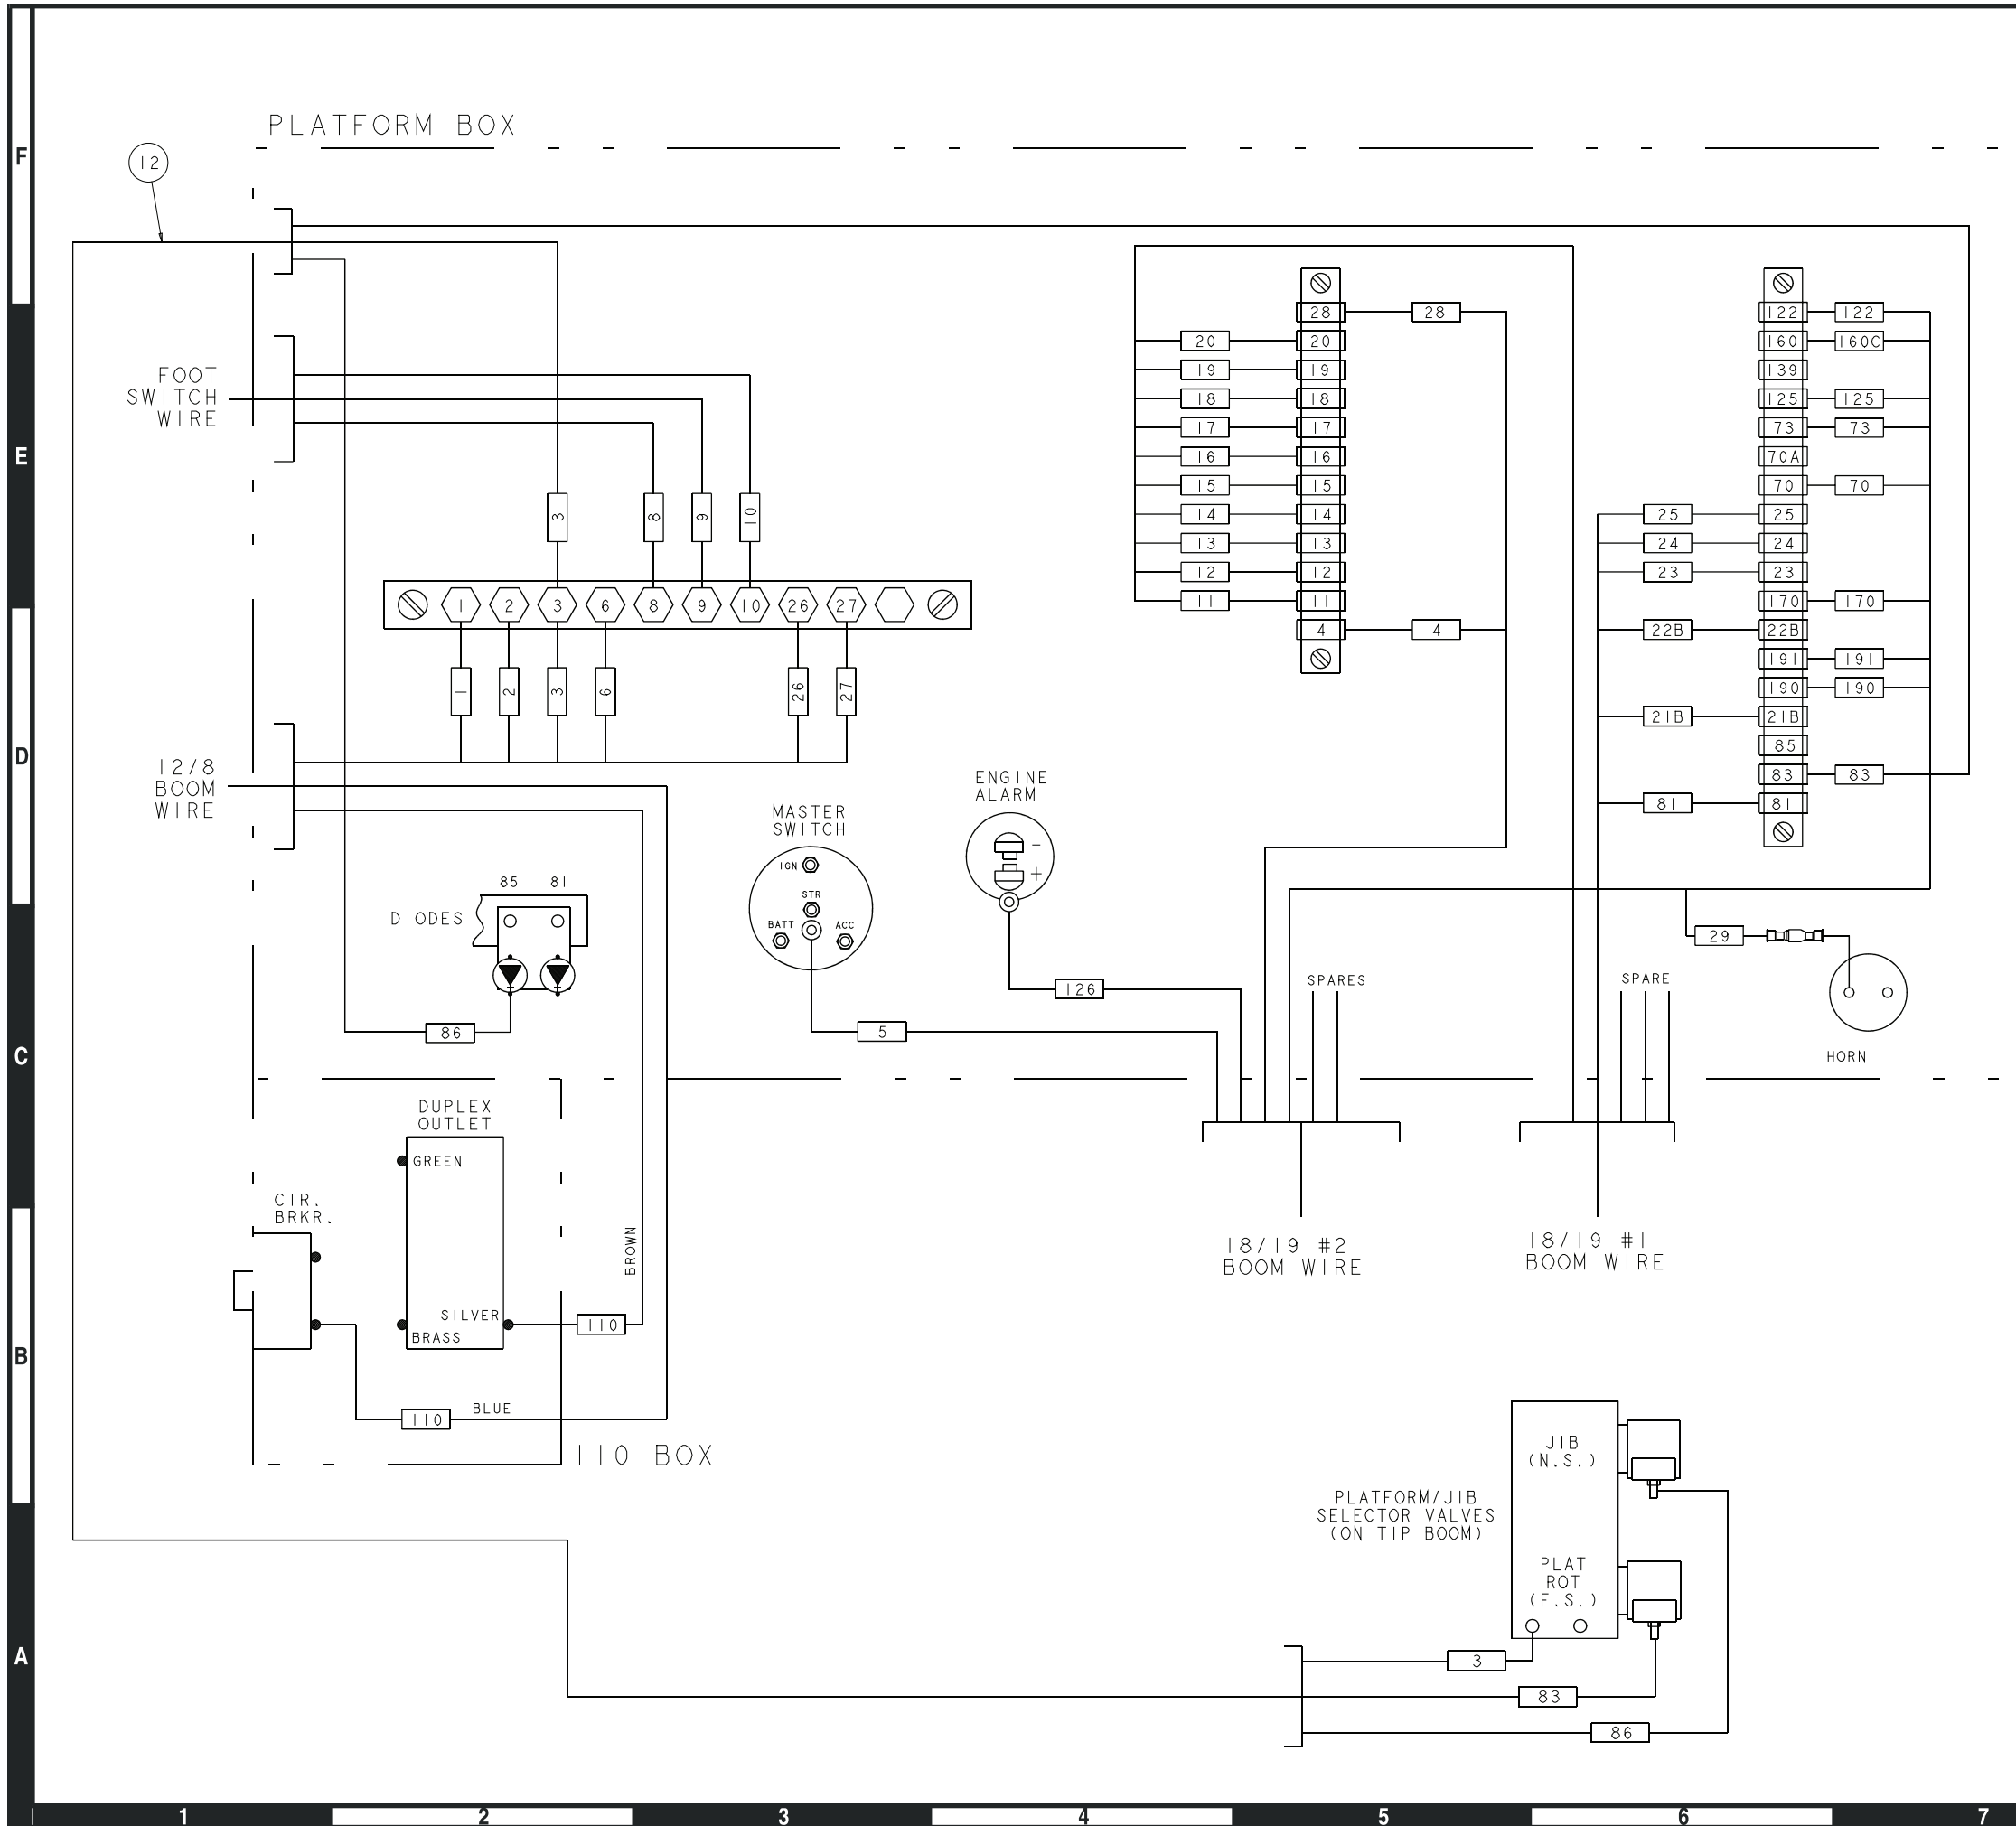 PLATFORM BOX
F
12
28
28
122
122
20
20
160
160C
19
19
139
FOOT
SWITCH
WIRE
18
18
125
125
17
17
73
73
E
16
16
70A
15
15
70
70
3
8
9
10
14
14
25
25
13
13
24
24
12
12
23
23
1
2
3
6
8
9
10
26
27
11
11
170
170
4
4
22B
22B
191
191
1
2
3
6
26
27
190
190
21B
21B
D
85
12/8
BOOM
WIRE
ENGINE
ALARM
83
83
MASTER
SWITCH
81
81
-
+
IGN
85
81
STR
DIODES
BATT
ACC
29
SPARES
SPARE
126
86
5
C
HORN
DUPLEX
OUTLET
GREEN
CIR.
BRKR.
BROWN
18/19 #2
BOOM WIRE
18/19 #1
BOOM WIRE
SILVER
BRASS
110
B
110
BLUE
110 BOX
JIB
(N.S.)
PLATFORM/JIB
SELECTOR VALVES
(ON TIP BOOM)
PLAT
ROT
(F.S.)
A
3
83
86
1
2
3
4
5
6
7